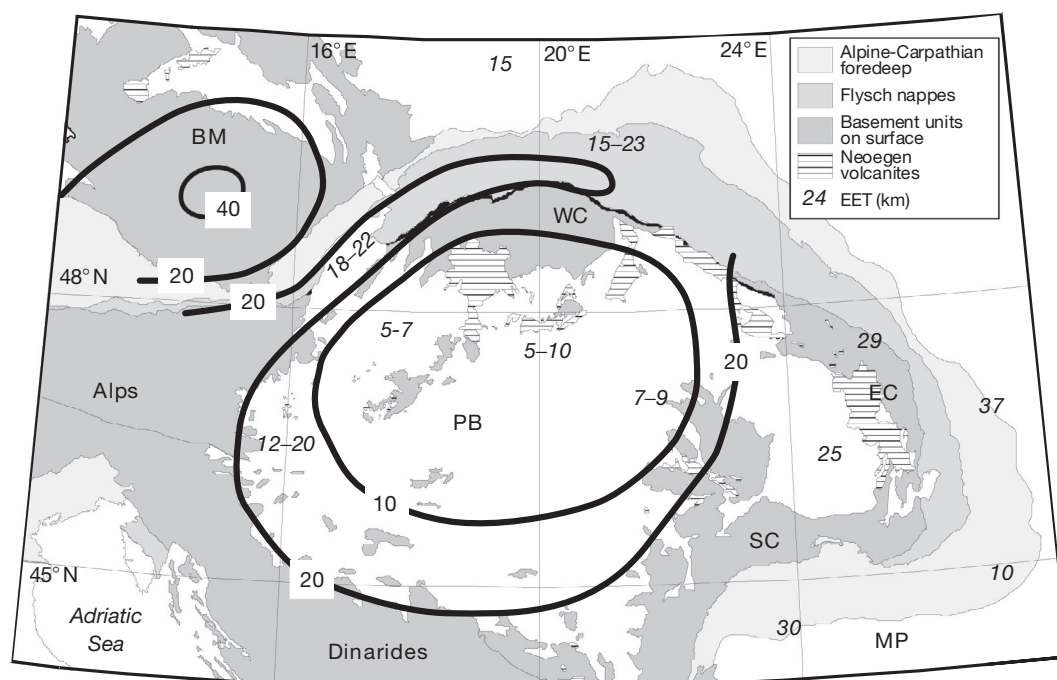 16°E
20°E
24°E
15
Alpine-Carpathian
foredeep
Flysch nappes
Basement units
on surface
Neoegen
volcanites
24 EET (km)
BM
15–23
40
WC
18–22
48°N
20
20
5-7
5–10
29
20
Alps
7–9
EC
37
PB
12–20
25
10
SC
45°N
20
10
Adriatic
Sea
30
MP
Dinarides